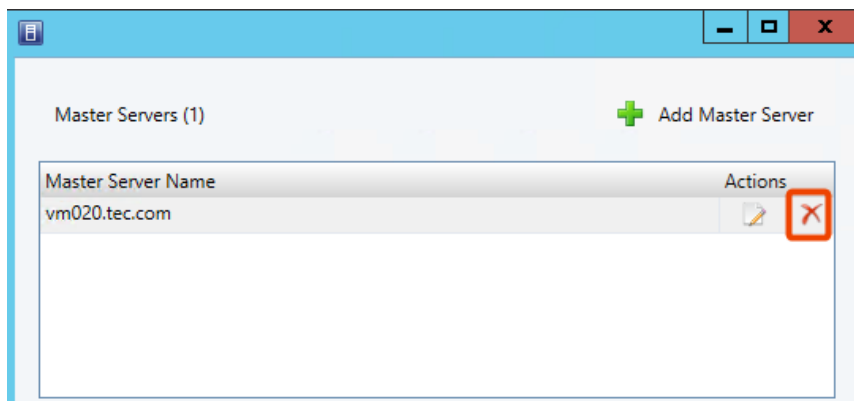 Master Servers (1)
Add Master Server
Master Server Name
Actions
vm020.tec.com